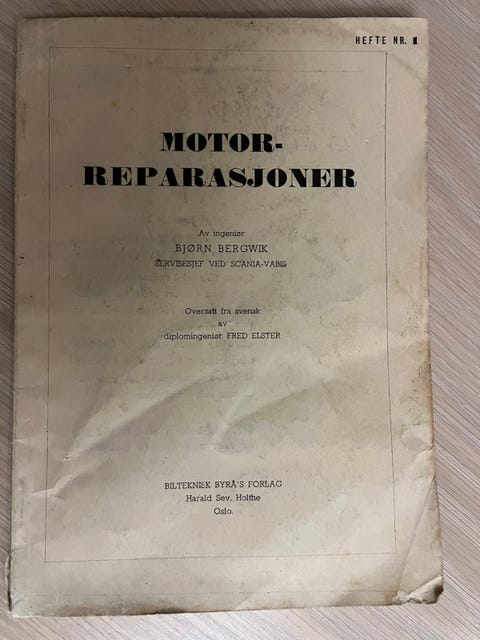 HEFTE NR. 1
MOTOR-
REPARASJONER
Av ingeniør
BJØRN BERGWIK
SERVISESJEF VED SCANIA-VABIS
Oversatt fra svensk
av
diplomingeniør FRED ELSTER
BILTEKNISK BYRÅ'S FORLAG
Harald Sev. Holthe
Oslo.